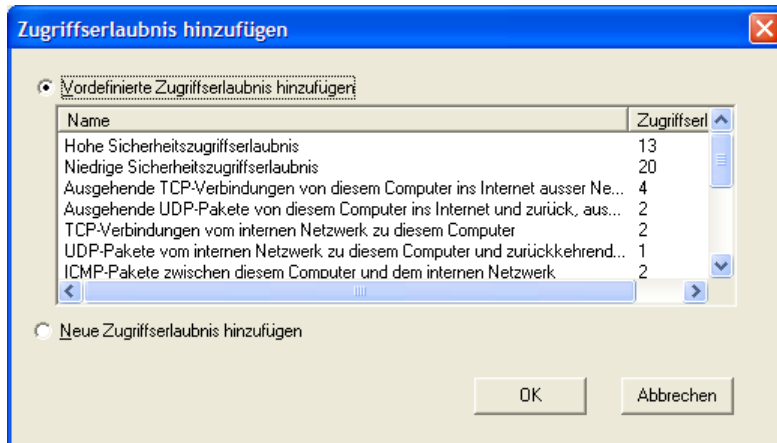 Zugriffserlaubnis hinzufügen
Vordefinierte Zugriffserlaubnis hinzufügen
Name Zugriffserl
Hohe Sicherheitszugriffserlaubnis 13
Niedrige Sicherheitszugriffserlaubnis 20
Ausgehende TCP-Verbindungen von diesem Computer ins Internet ausser Ne... 4
Ausgehende UDP-Pakete von diesem Computer ins Internet und zurück, aus... 2
TCP-Verbindungen vom internen Netzwerk zu diesem Computer 2
UDP-Pakete vom internen Netzwerk zu diesem Computer und zurückkehrend... 1
ICMP-Pakete zwischen diesem Computer und dem internen Netzwerk 2
Neue Zugriffserlaubnis hinzufügen
OK Abbrechen